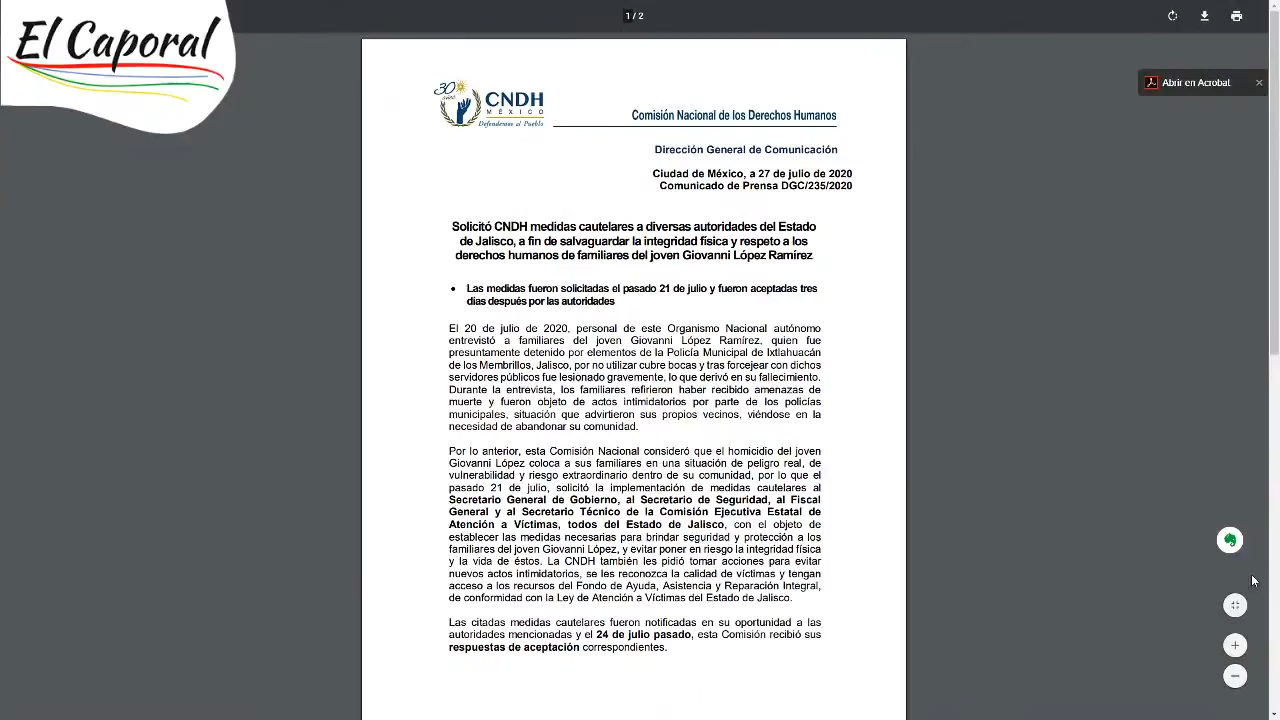 El Caporal
1 / 2
Abrir en Acrobat
30 años
CNDH
MÉXICO
Defendemos al Pueblo
Comisión Nacional de los Derechos Humanos
Dirección General de Comunicación
Ciudad de México, a 27 de julio de 2020
Comunicado de Prensa DGC/235/2020
Solicitó CNDH medidas cautelares a diversas autoridades del Estado
de Jalisco, a fin de salvaguardar la integridad física y respeto a los
derechos humanos de familiares del joven Giovanni López Ramírez
• Las medidas fueron solicitadas el pasado 21 de julio y fueron aceptadas tres
días después por las autoridades
El 20 de julio de 2020, personal de este Organismo Nacional autónomo
entrevistó a familiares del joven Giovanni López Ramírez, quien fue
presuntamente detenido por elementos de la Policía Municipal de Ixtlahuacán
de los Membrillos, Jalisco, por no utilizar cubre bocas y tras forcejear con dichos
servidores públicos fue lesionado gravemente, lo que derivó en su fallecimiento.
Durante la entrevista, los familiares refirieron haber recibido amenazas de
muerte y fueron objeto de actos intimidatorios por parte de los policías
municipales, situación que advirtieron sus propios vecinos, viéndose en la
necesidad de abandonar su comunidad.
Por lo anterior, esta Comisión Nacional consideró que el homicidio del joven
Giovanni López coloca a sus familiares en una situación de peligro real, de
vulnerabilidad y riesgo extraordinario dentro de su comunidad, por lo que el
pasado 21 de julio, solicitó la implementación de medidas cautelares al
Secretario General de Gobierno, al Secretario de Seguridad, al Fiscal
General y al Secretario Técnico de la Comisión Ejecutiva Estatal de
Atención a Víctimas, todos del Estado de Jalisco, con el objeto de
establecer las medidas necesarias para brindar seguridad y protección a los
familiares del joven Giovanni López, y evitar poner en riesgo la integridad física
y la vida de éstos. La CNDH también les pidió tomar acciones para evitar
nuevos actos intimidatorios, se les reconozca la calidad de víctimas y tengan
acceso a los recursos del Fondo de Ayuda, Asistencia y Reparación Integral,
de conformidad con la Ley de Atención a Víctimas del Estado de Jalisco.
Las citadas medidas cautelares fueron notificadas en su oportunidad a las
autoridades mencionadas y el 24 de julio pasado, esta Comisión recibió sus
respuestas de aceptación correspondientes.